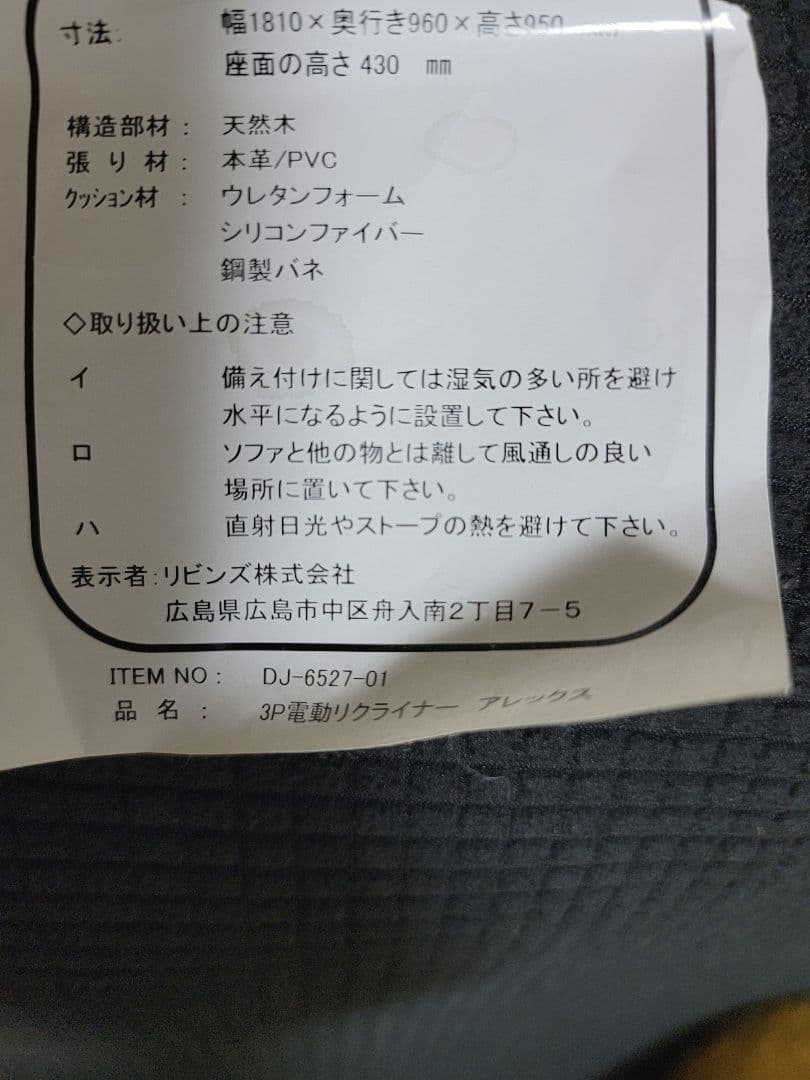 寸法: 幅1810×奥行き960×高さ950
座面の高さ 430 mm
構造部材 : 天然木
張り材 : 本革/PVC
クッション材 : ウレタンフォーム
シリコンファイバー
鋼製バネ
◇取り扱い上の注意
イ 備え付けに関しては湿気の多い所を避け
水平になるように設置して下さい。
ロ ソファと他の物とは離して風通しの良い
場所に置いて下さい。
ハ 直射日光やストーブの熱を避けて下さい。
表示者:リビンズ株式会社
広島県広島市中区舟入南2丁目7-5
ITEM NO : DJ-6527-01
品名 : 3P電動リクライナー アレックス